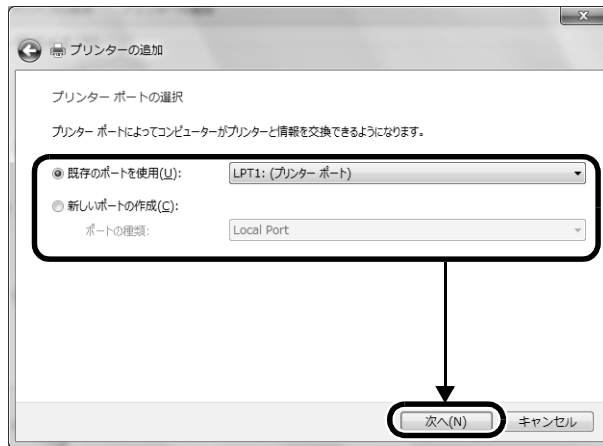 プリンターの追加
プリンター ポートの選択
プリンター ポートによってコンピューターがプリンターと情報を交換できるようになります。
既存のポートを使用(U): LPT1: (プリンター ポート)
新しいポートの作成(C):
ポートの種類: Local Port
次へ(N) キャンセル